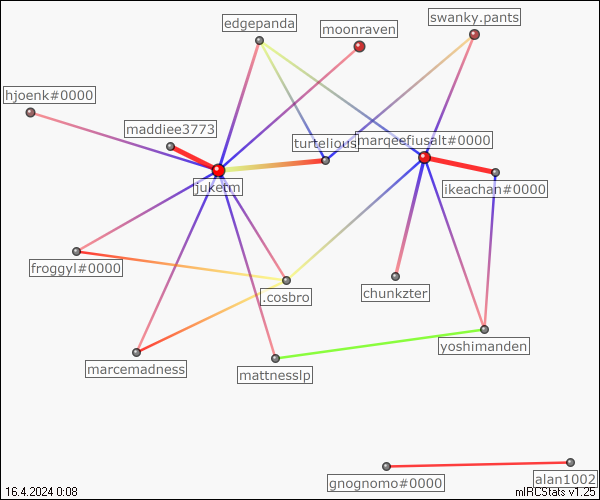 swanky.pants
edgepanda
moonraven
hjoenk#0000
maddiee3773
turtelious
marqeefiusalt#0000
juketm
ikeachan#0000
froggyl#0000
.cosbro
chunkzter
yoshimanden
marcemadness
mattnesslp
gnognomo#0000
alan1002
16.4.2024 0:08
mIRCStats v1.25